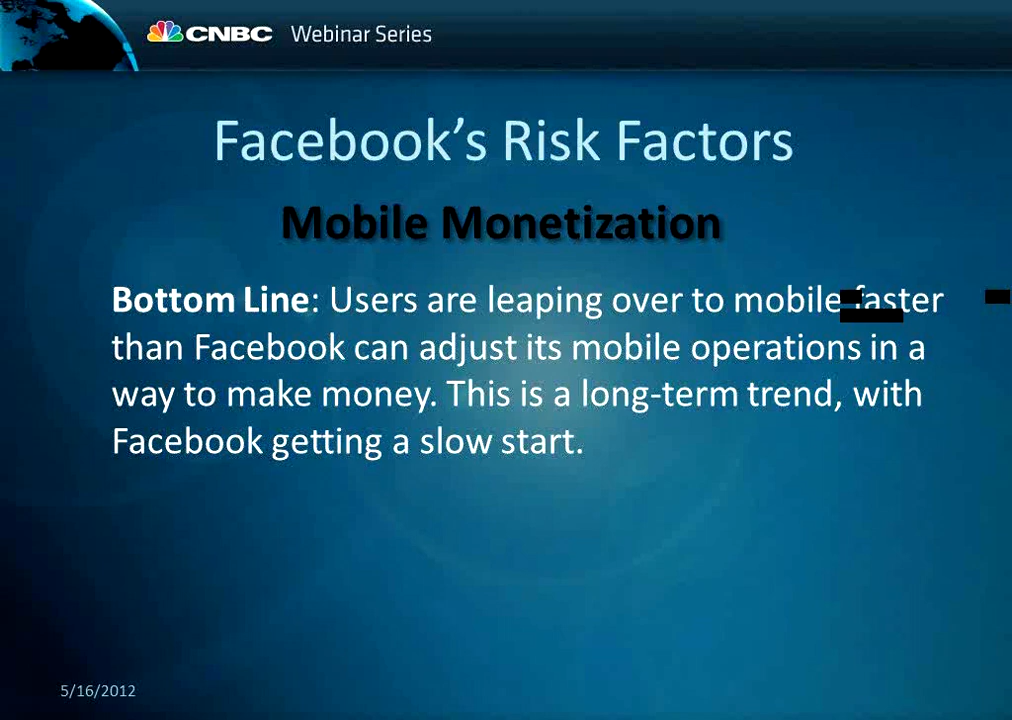 CNBC Webinar Series
Facebook's Risk Factors
Mobile Monetization
Bottom Line: Users are leaping over to mobile faster
than Facebook can adjust its mobile operations in a
way to make money. This is a long-term trend, with
Facebook getting a slow start.
5/16/2012